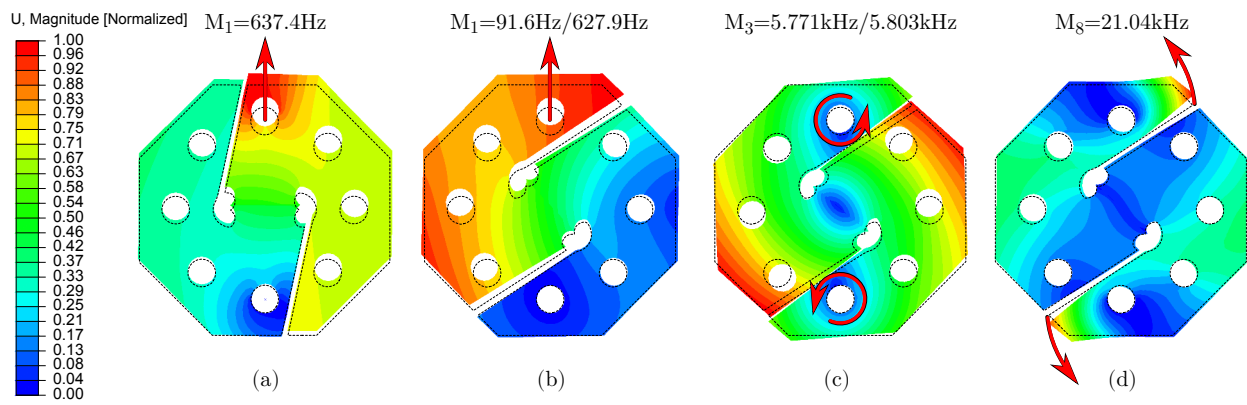 U, Magnitude [Normalized]
M₁=637.4Hz
M₁=91.6Hz/627.9Hz
M₃=5.771kHz/5.803kHz
M₈=21.04kHz
1.00
0.96
0.92
0.88
0.83
0.79
0.75
0.71
0.67
0.63
0.58
0.54
0.50
0.46
0.42
0.38
0.33
0.29
0.25
0.21
0.17
0.13
0.08
0.04
0.00
(a)
(b)
(c)
(d)